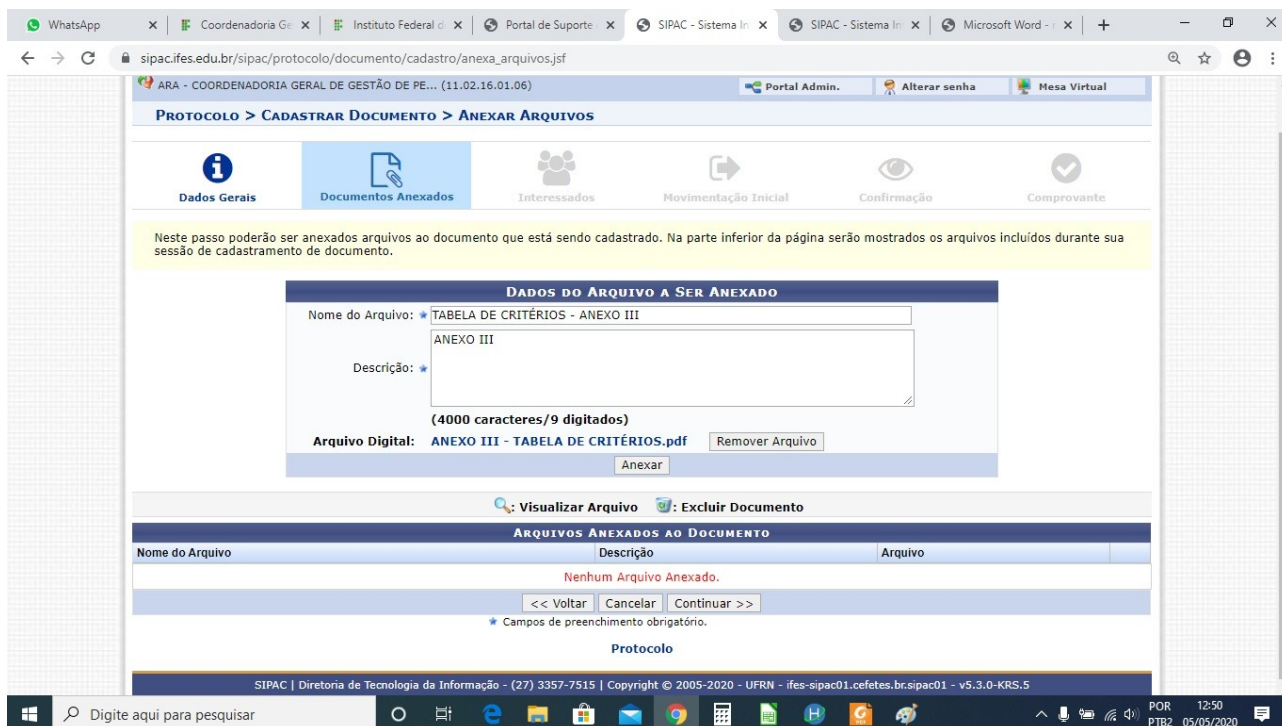 WhatsApp
Coordenadoria Ge
Instituto Federal d
Portal de Suporte
SIPAC - Sistema In
SIPAC - Sistema In
Microsoft Word -
sipac.ifes.edu.br/sipac/protocolo/documento/cadastro/anexa_arquivos.jsf
ARA - COORDENADORIA GERAL DE GESTÃO DE PE... (11.02.16.01.06)
Portal Admin.
Alterar senha
Mesa Virtual
PROTOCOLO > CADASTRAR DOCUMENTO > ANEXAR ARQUIVOS
Dados Gerais
Documentos Anexados
Interessados
Movimentação Inicial
Confirmação
Comprovante
Neste passo poderão ser anexados arquivos ao documento que está sendo cadastrado. Na parte inferior da página serão mostrados os arquivos incluídos durante sua
sessão de cadastramento de documento.
DADOS DO ARQUIVO A SER ANEXADO
Nome do Arquivo: TABELA DE CRITÉRIOS - ANEXO III
ANEXO III
Descrição:
(4000 caracteres/9 digitados)
Arquivo Digital: ANEXO III - TABELA DE CRITÉRIOS.pdf Remover Arquivo
Anexar
: Visualizar Arquivo : Excluir Documento
ARQUIVOS ANEXADOS AO DOCUMENTO
Nome do Arquivo Descrição Arquivo
Nenhum Arquivo Anexado.
<< Voltar Cancelar Continuar >>
Campos de preenchimento obrigatório.
Protocolo
SIPAC | Diretoria de Tecnologia da Informação - (27) 3357-7515 | Copyright © 2005-2020 - UFRN - ifes-sipac01.cefetes.br.sipac01 - v5.3.0-KRS.5
Digite aqui para pesquisar
POR
PTB2
12:50
05/05/2020